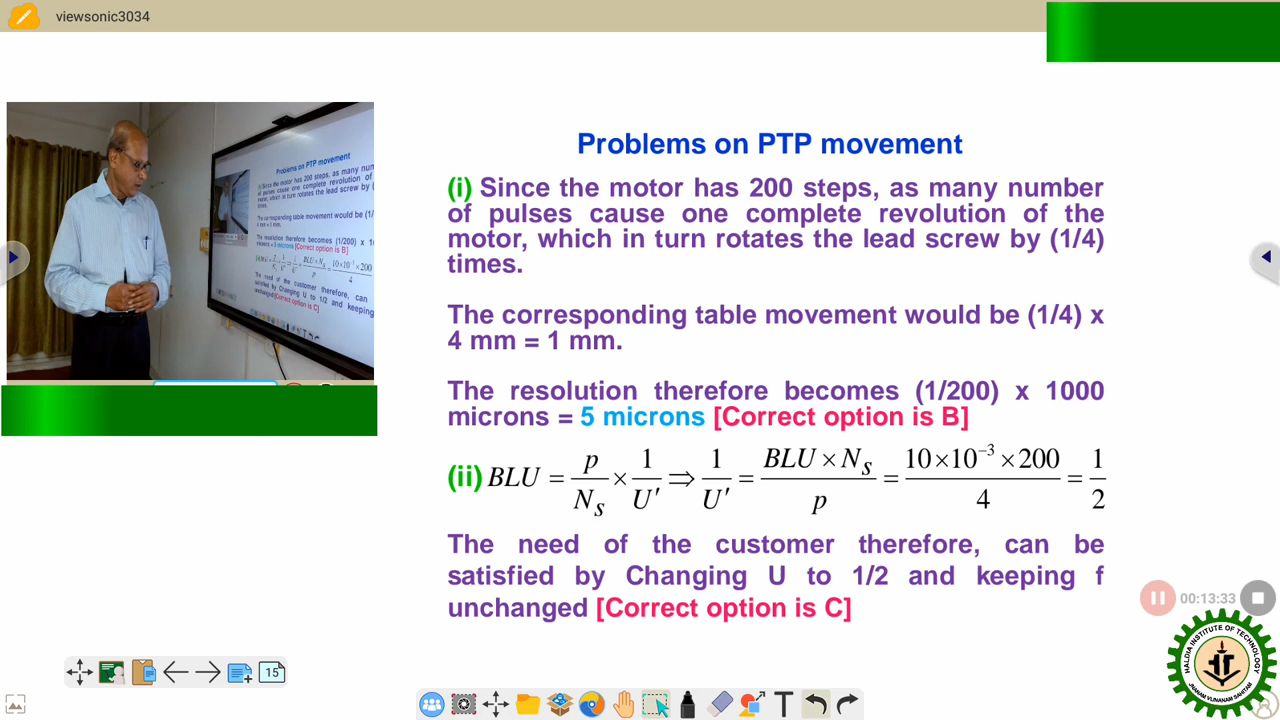 viewsonic3034
Problems on PTP movement
(i) Since the motor has 200 steps, as many number
of pulses cause one complete revolution of the
motor, which in turn rotates the lead screw by (1/4)
times.
The corresponding table movement would be (1/4) x
4 mm = 1 mm.
The resolution therefore becomes (1/200) x 1000
microns = 5 microns [Correct option is B]
(ii) BLU = p/N_s × 1/U′ ⇒ 1/U′ = BLU × N_s / p = 10×10⁻³×200 / 4 = 1/2
The need of the customer therefore, can be
satisfied by Changing U to 1/2 and keeping f
unchanged [Correct option is C]
00:13:33
HALDIA INSTITUTE OF TECHNOLOGY
15